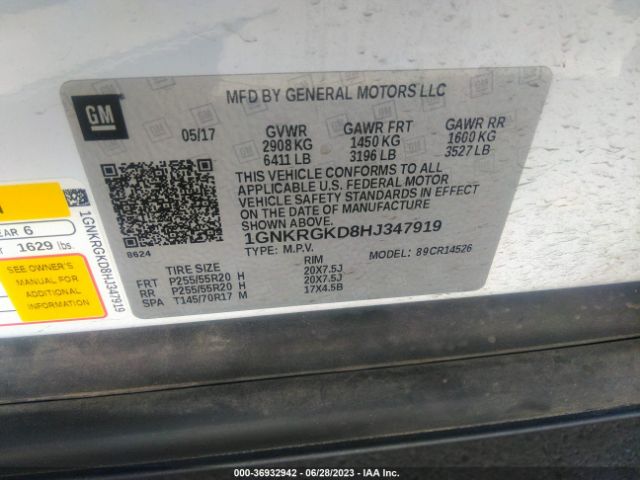 GM
MFD BY GENERAL MOTORS LLC
05/17
GVWR GAWR FRT GAWR RR
2908 KG 1450 KG 1600 KG
6411 LB 3196 LB 3527 LB
THIS VEHICLE CONFORMS TO ALL
APPLICABLE U.S. FEDERAL MOTOR
VEHICLE SAFETY STANDARDS IN EFFECT
ON THE DATE OF MANUFACTURE
SHOWN ABOVE.
1GNKRGKD8HJ347919
TYPE: M.P.V. MODEL: 89CR14526
8624
TIRE SIZE RIM
FRT P255/55R20 H 20X7.5J
RR P255/55R20 H 20X7.5J
SPA T145/70R17 M 17X4.5B
EAR 6
1629 lbs.
SEE OWNER'S
MANUAL FOR
ADDITIONAL
INFORMATION
1GNKRGKD8HJ347919
000-36932942 - 06/28/2023 - IAA Inc.